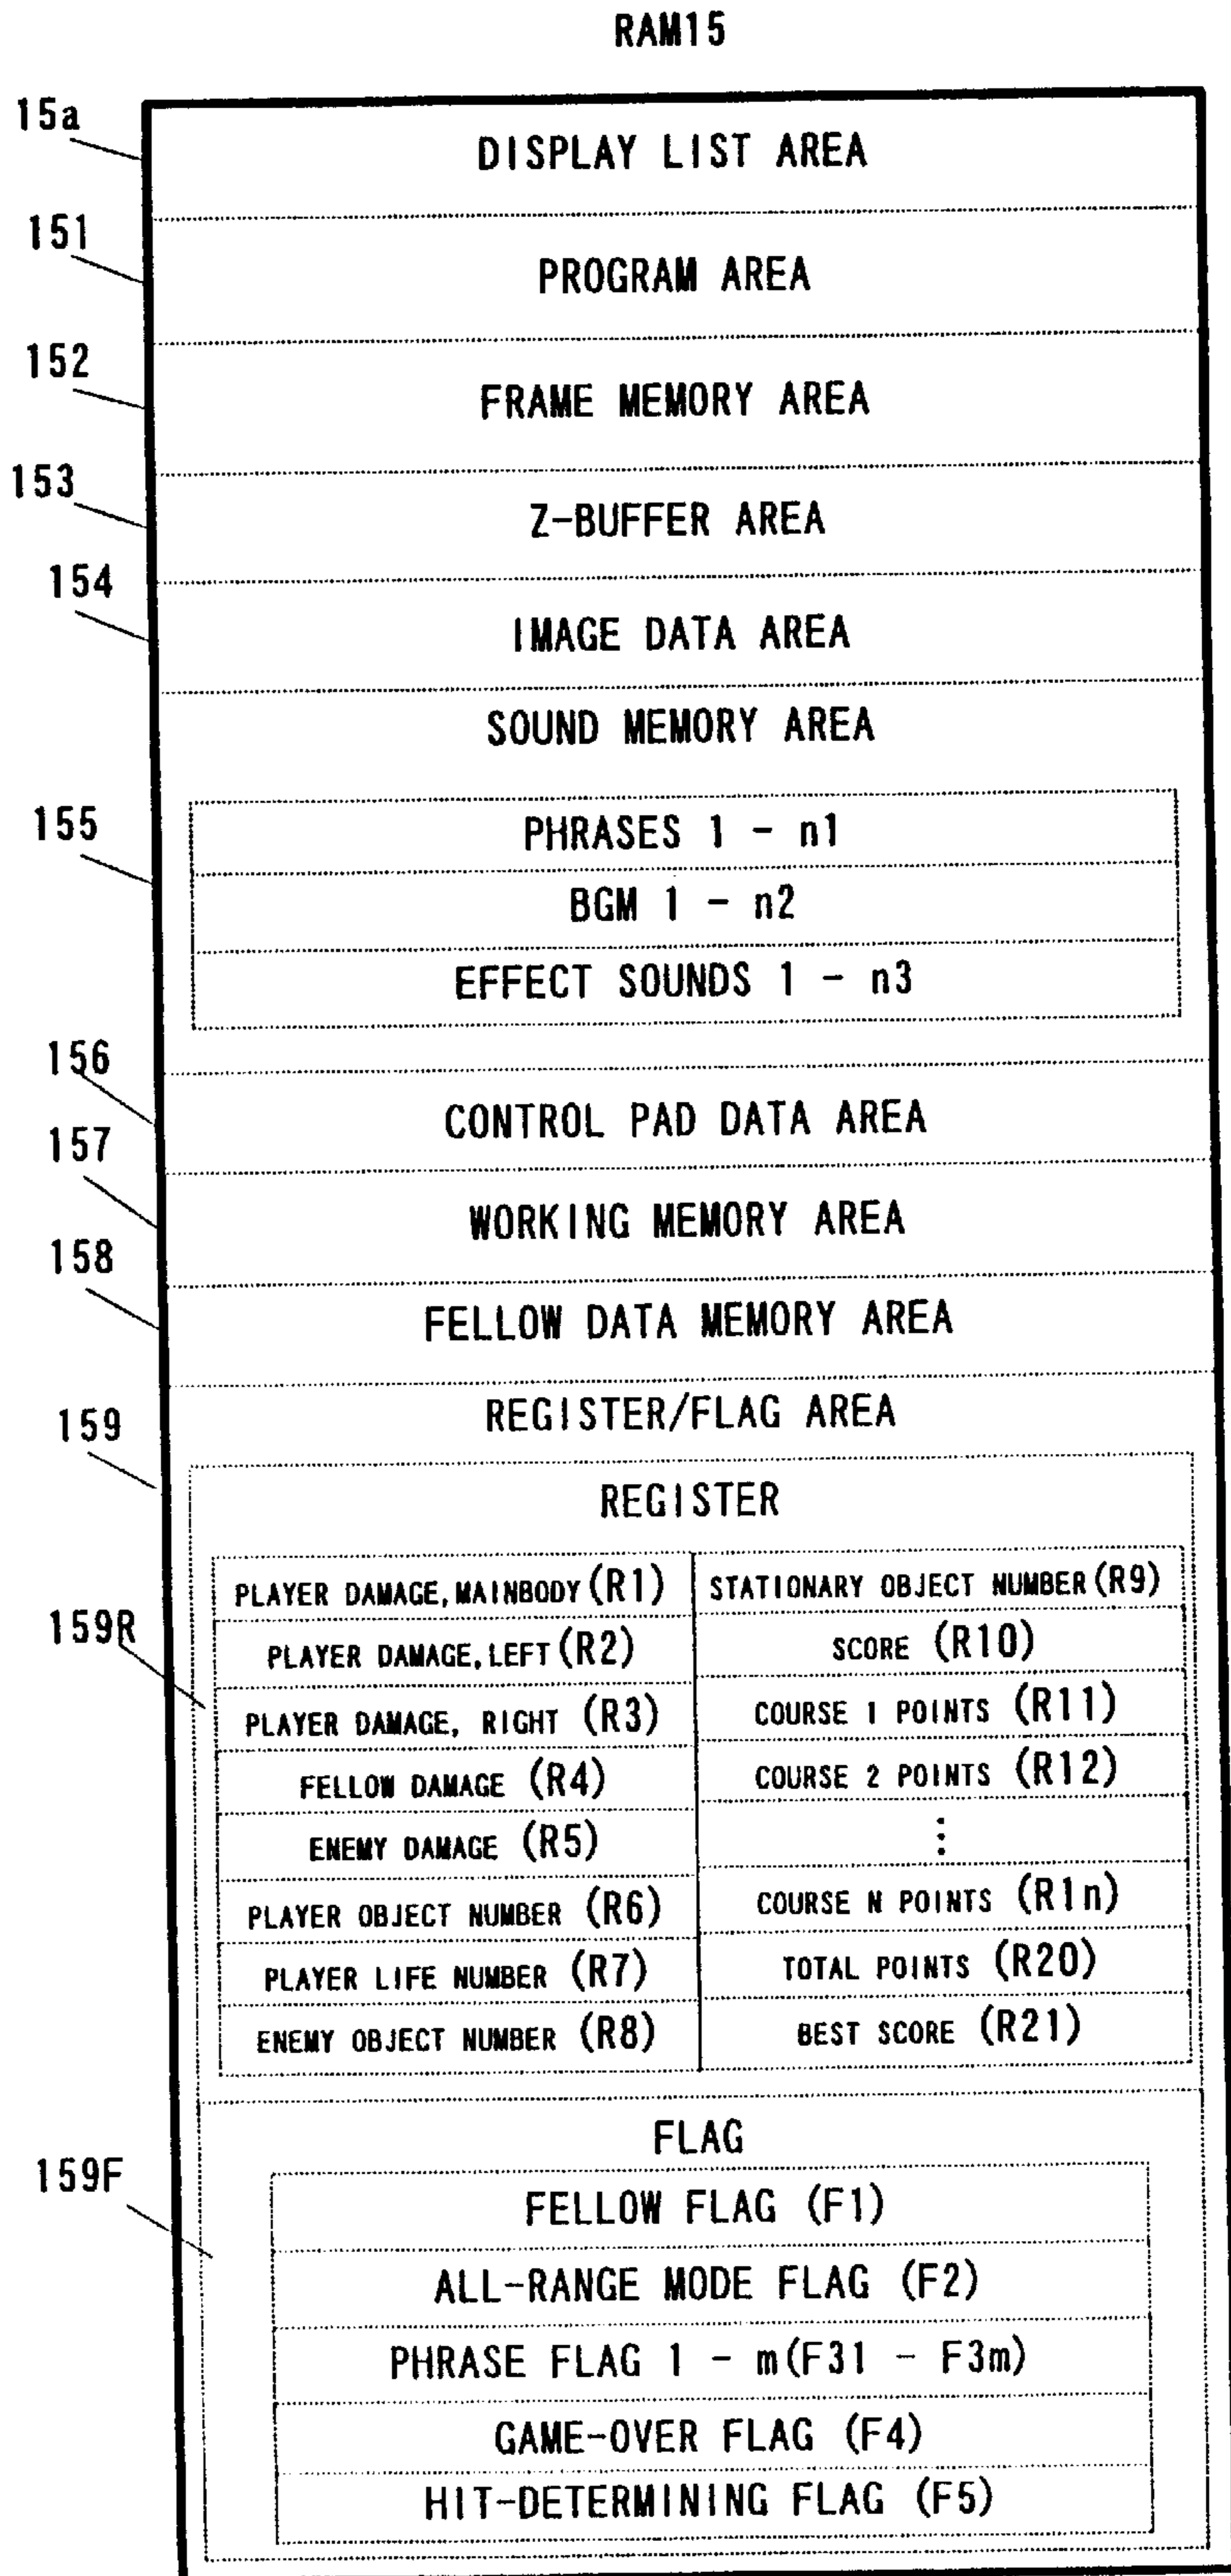 RAM15
15a
DISPLAY LIST AREA
151
PROGRAM AREA
152
FRAME MEMORY AREA
153
Z-BUFFER AREA
154
IMAGE DATA AREA
SOUND MEMORY AREA
155
PHRASES 1 - n1
BGM 1 - n2
EFFECT SOUNDS 1 - n3
156
CONTROL PAD DATA AREA
157
WORKING MEMORY AREA
158
FELLOW DATA MEMORY AREA
159
REGISTER/FLAG AREA
REGISTER
159R
PLAYER DAMAGE, MAINBODY (R1)
PLAYER DAMAGE, LEFT (R2)
PLAYER DAMAGE, RIGHT (R3)
FELLOW DAMAGE (R4)
ENEMY DAMAGE (R5)
PLAYER OBJECT NUMBER (R6)
PLAYER LIFE NUMBER (R7)
ENEMY OBJECT NUMBER (R8)
STATIONARY OBJECT NUMBER (R9)
SCORE (R10)
COURSE 1 POINTS (R11)
COURSE 2 POINTS (R12)
⋮
COURSE N POINTS (R1n)
TOTAL POINTS (R20)
BEST SCORE (R21)
159F
FLAG
FELLOW FLAG (F1)
ALL-RANGE MODE FLAG (F2)
PHRASE FLAG 1 - m(F31 - F3m)
GAME-OVER FLAG (F4)
HIT-DETERMINING FLAG (F5)